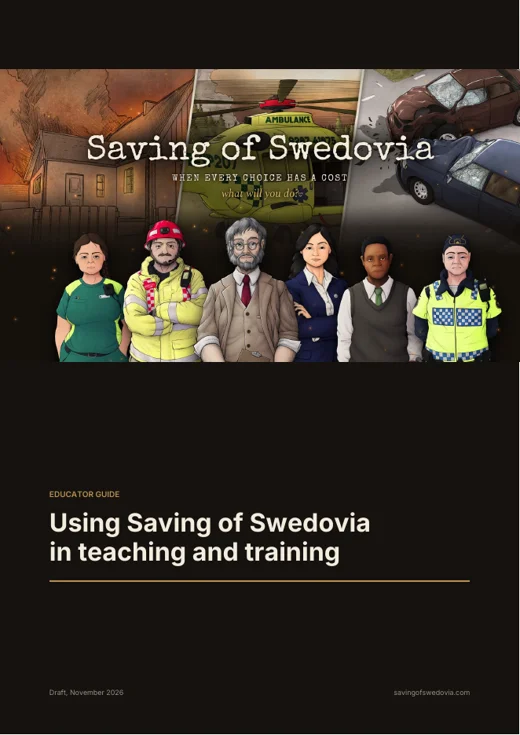 AMBULANCE
Saving of Swedovia
WHEN EVERY CHOICE HAS A COST
what will you do?
EDUCATOR GUIDE
Using Saving of Swedovia
in teaching and training
Draft, November 2026
savingofswedovia.com